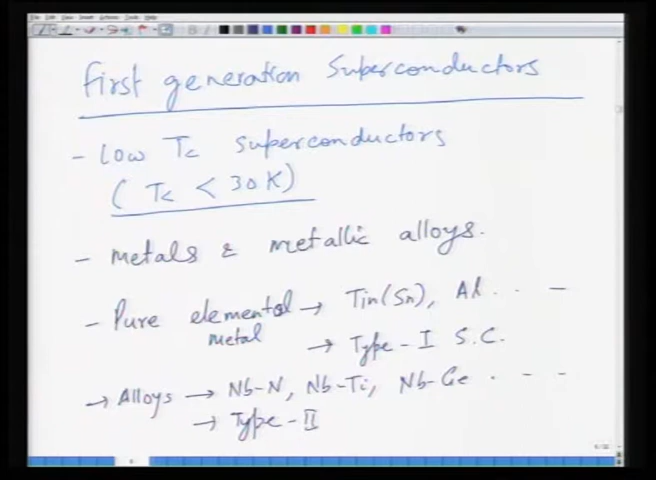 First generation Superconductors
- Low Tc superconductors
( Tc < 30K)
- metals & metallic alloys.
- Pure elemental → Tin(Sn), Al . . —
metal
→ Type-I S.C.
→ Alloys → Nb-N, Nb-Ti, Nb-Ge . - -
→ Type-II